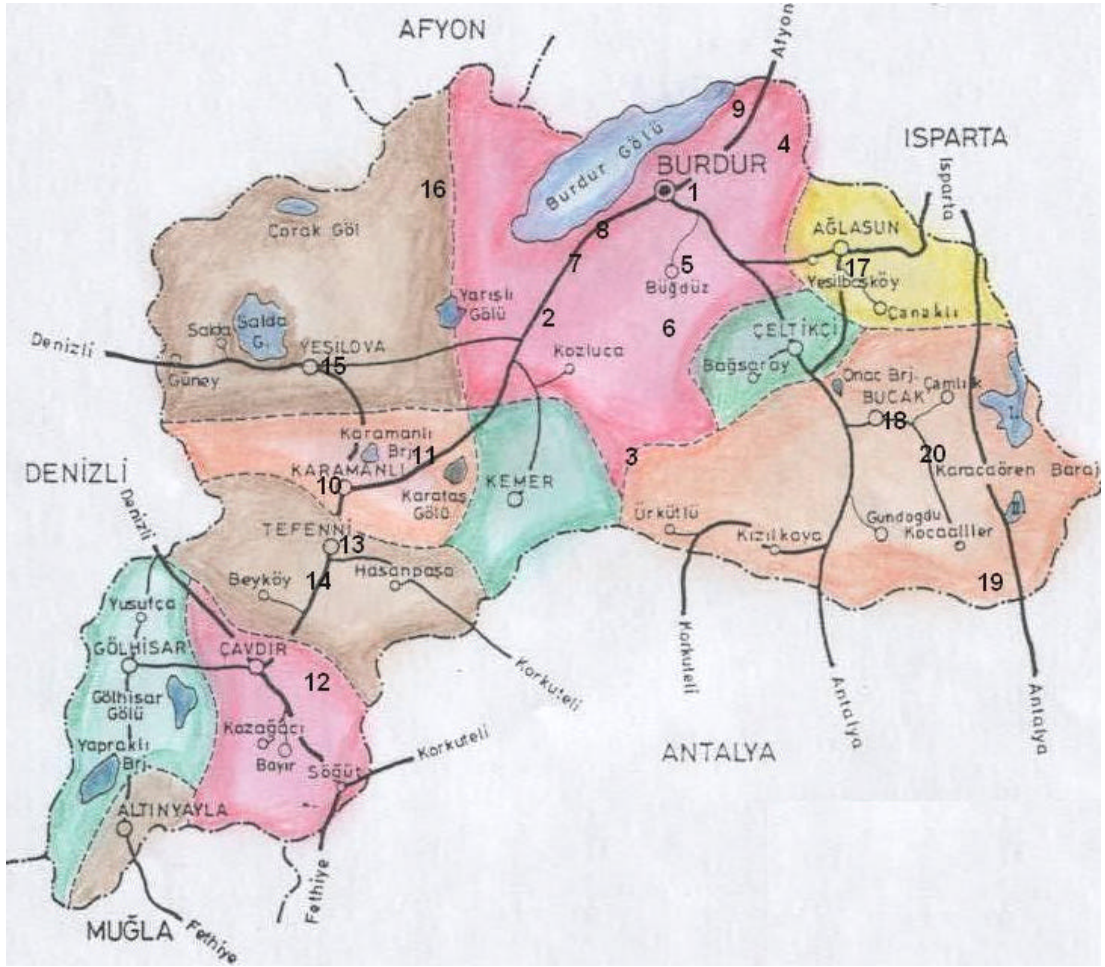 AFYON
Afyon
9
4
ISPARTA
Isparta
Burdur Gölü
BURDUR
1
16
Çorak Göl
8
7
5
Büğdüz
AĞLASUN
17
Yeşilbaşköy
Çanaklı
Yarışlı
Gölü
2
6
ÇELTİKÇİ
Bağsaray
Kozluca
Denizli
Salda
Salda
G.
YEŞİLOVA
15
Güney
Onaç Brj.
Çamlık
BUCAK
18
I.
Karamanlı
Brj.
11
KARAMANLI
10
Karataş
Gölü
KEMER
3
20
Karacaören Baraj
II
DENİZLİ
Denizli
Ürkütlü
Kızılkaya
Gündoğdu
Kocaaliler
19
TEFENNİ
13
14
Hasanpaşa
Beyköy
Yusufça
GÖLHİSAR
ÇAVDIR
12
Korkuteli
Korkuteli
Antalya
Antalya
ANTALYA
Gölhisar
Gölü
Kozağacı
Bayır
Yapraklı
Brj.
Söğüt
Korkuteli
ALTINYAYLA
Fethiye
MUĞLA
Fethiye